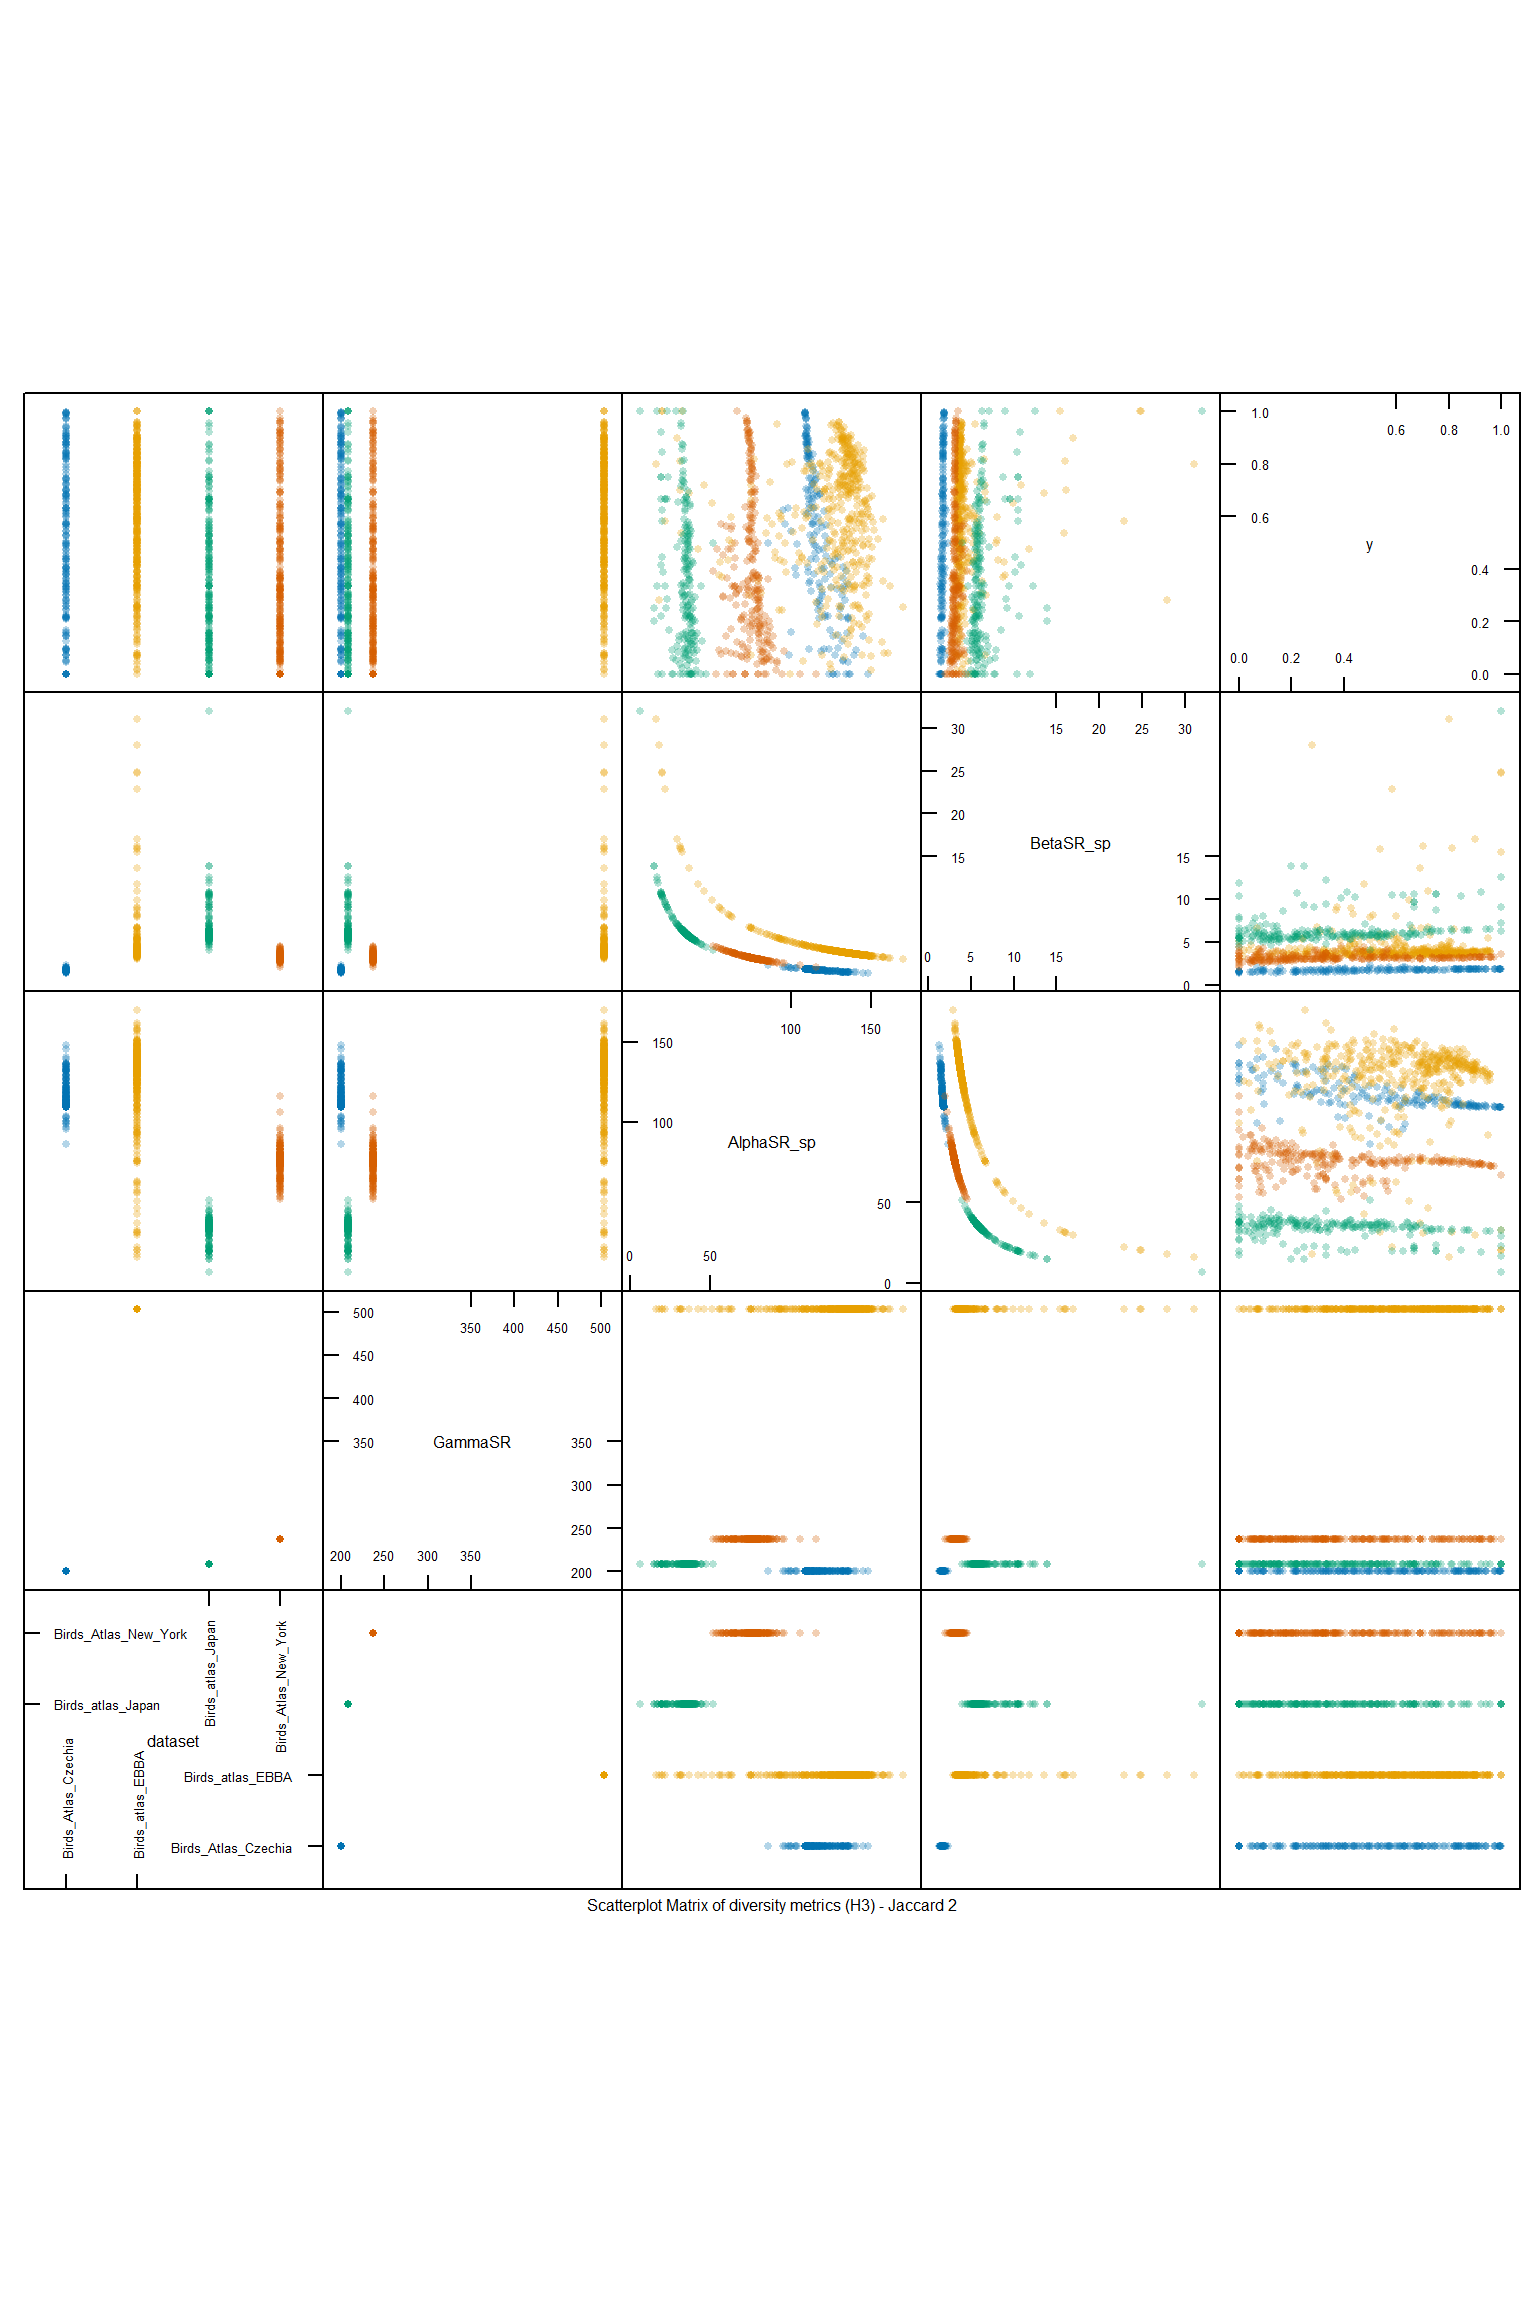 1.0
0.6 0.8 1.0
0.8
0.6
y
0.4
0.2
0.0 0.2 0.4
0.0
30 15 20 25 30
25
20
BetaSR_sp
15 15
10
0 5 10 15
5
0
100 150
150
100
AlphaSR_sp
50
0 50
0
500
350 400 450 500
450
400
350 GammaSR 350
300
250
200 250 300 350
200
Birds_Atlas_New_York
Birds_atlas_Japan
Birds_Atlas_New_York
Birds_atlas_Japan
dataset
Birds_Atlas_Czechia
Birds_atlas_EBBA
Birds_atlas_EBBA
Birds_Atlas_Czechia
Scatterplot Matrix of diversity metrics (H3) - Jaccard 2